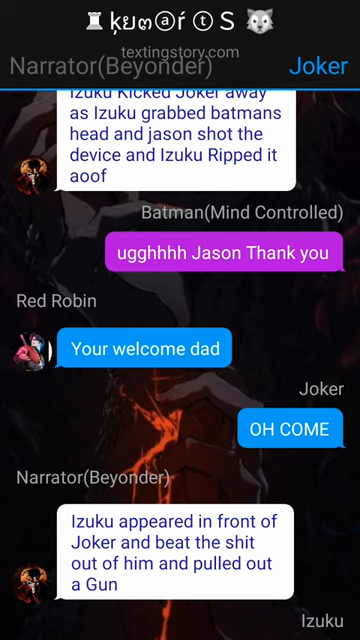 textingstory.com
Narrator(Beyonder) Joker
Izuku Kicked Joker away
as Izuku grabbed batmans
head and jason shot the
device and Izuku Ripped it
aoof
Batman(Mind Controlled)
ugghhhh Jason Thank you
Red Robin
Your welcome dad
Joker
OH COME
Narrator(Beyonder)
Izuku appeared in front of
Joker and beat the shit
out of him and pulled out
a Gun
Izuku